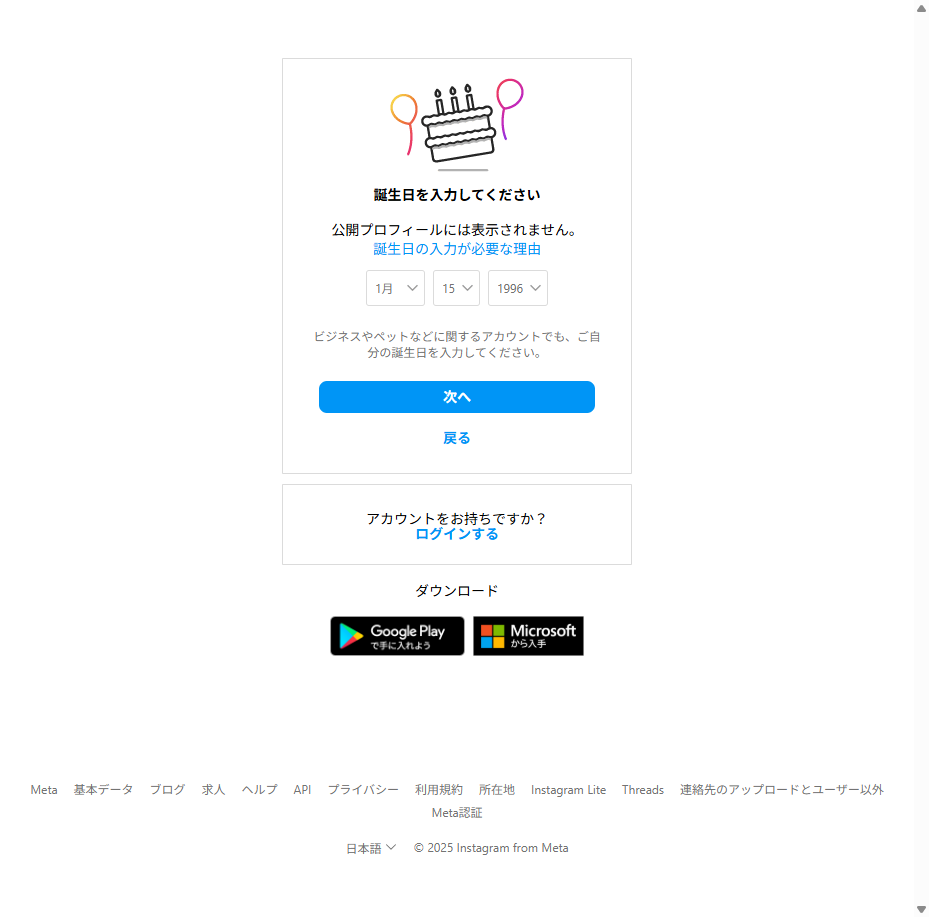 誕生日を入力してください
公開プロフィールには表示されません。
誕生日の入力が必要な理由
1月 15 1996
ビジネスやペットなどに関するアカウントでも、ご自
分の誕生日を入力してください。
次へ
戻る
アカウントをお持ちですか？
ログインする
ダウンロード
Google Play
で手に入れよう
Microsoft
から入手
Meta 基本データ ブログ 求人 ヘルプ API プライバシー 利用規約 所在地 Instagram Lite Threads 連絡先のアップロードとユーザー以外
Meta認証
日本語 © 2025 Instagram from Meta